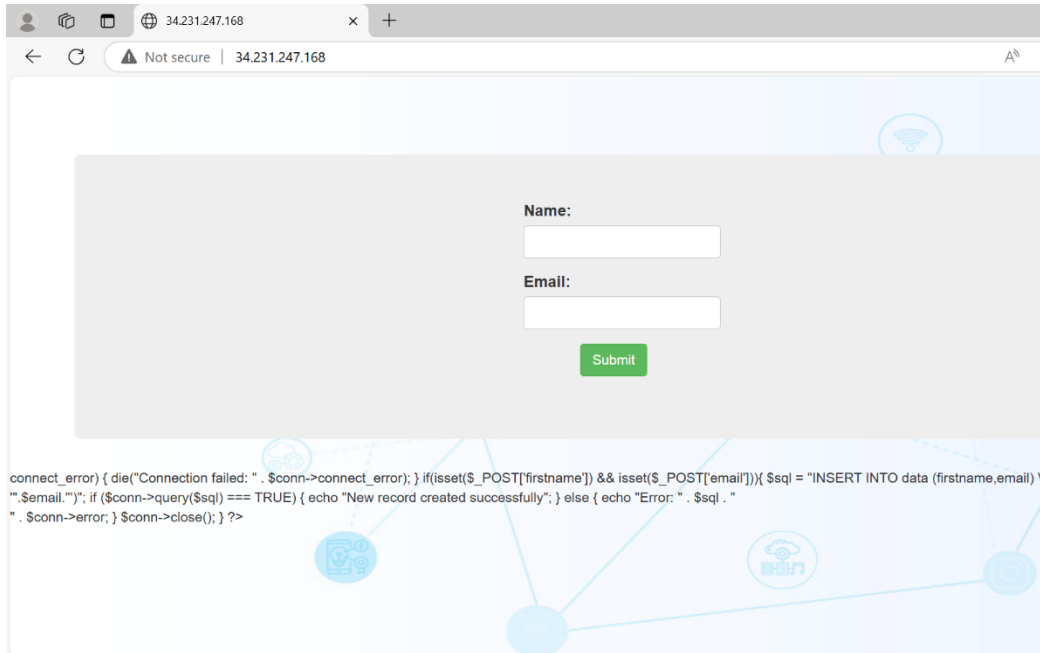 34.231.247.168
Not secure | 34.231.247.168
Name:
Email:
Submit
connect_error) { die("Connection failed: " . $conn->connect_error); } if(isset($_POST['firstname']) && isset($_POST['email'])){ $sql = "INSERT INTO data (firstname,email)
'".$email."')"; if ($conn->query($sql) === TRUE) { echo "New record created successfully"; } else { echo "Error: " . $sql . "
" . $conn->error; } $conn->close(); } ?>